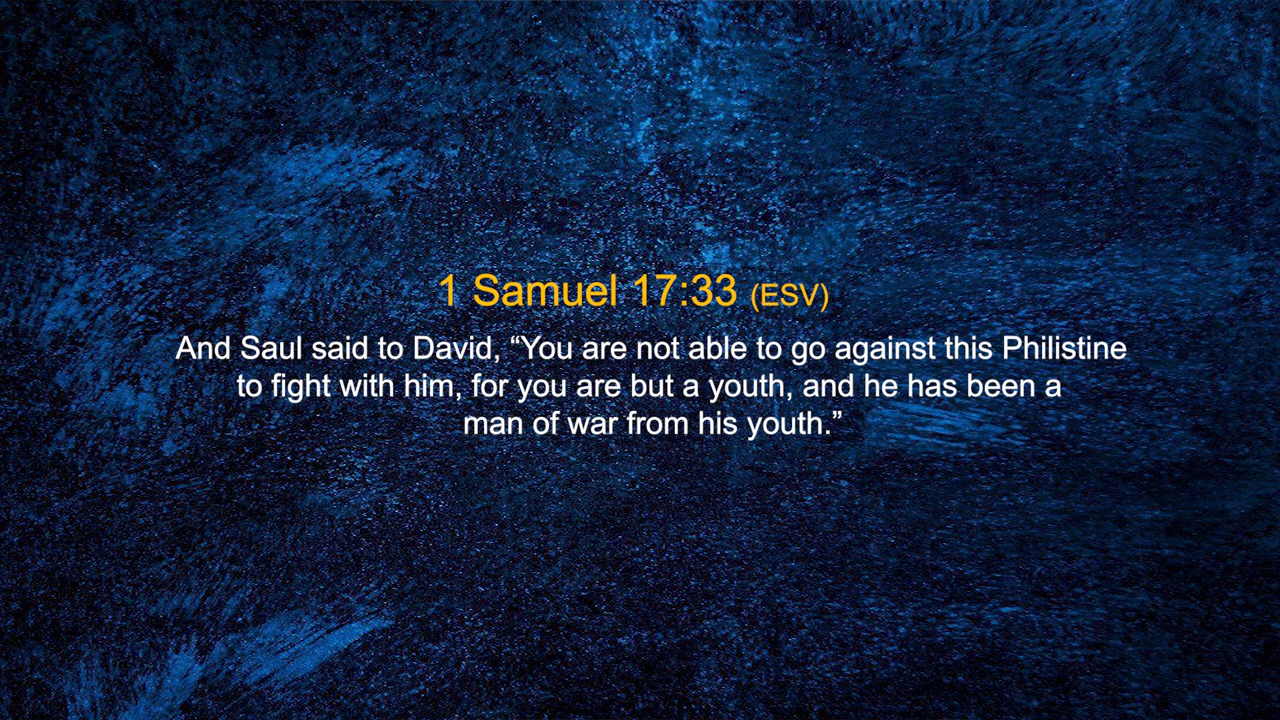 1 Samuel 17:33 (ESV)
And Saul said to David, “You are not able to go against this Philistine
to fight with him, for you are but a youth, and he has been a
man of war from his youth.”